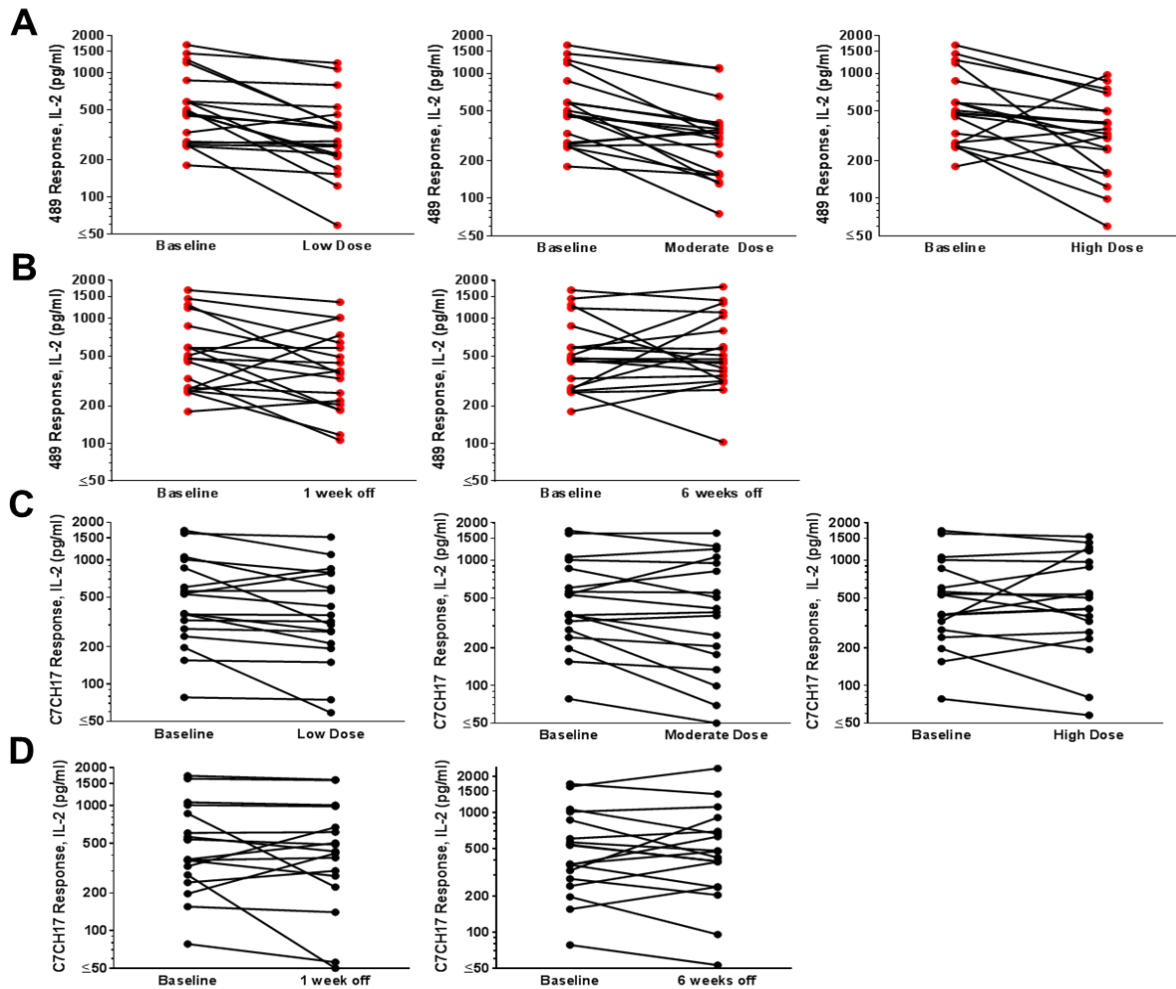 A
489 Response, IL-2 (pg/ml)
2000
1500
1000
500
200
100
≤50
Baseline
Low Dose
489 Response, IL-2 (pg/ml)
2000
1500
1000
500
200
100
≤50
Baseline
Moderate Dose
489 Response, IL-2 (pg/ml)
2000
1500
1000
500
200
100
≤50
Baseline
High Dose
B
489 Response, IL-2 (pg/ml)
2000
1500
1000
500
200
100
≤50
Baseline
1 week off
489 Response, IL-2 (pg/ml)
2000
1500
1000
500
200
100
≤50
Baseline
6 weeks off
C
C7CH17 Response, IL-2 (pg/ml)
2000
1500
1000
500
200
100
≤50
Baseline
Low Dose
C7CH17 Response, IL-2 (pg/ml)
2000
1500
1000
500
200
100
≤50
Baseline
Moderate Dose
C7CH17 Response, IL-2 (pg/ml)
2000
1500
1000
500
200
100
≤50
Baseline
High Dose
D
C7CH17 Response, IL-2 (pg/ml)
2000
1500
1000
500
200
100
≤50
Baseline
1 week off
C7CH17 Response, IL-2 (pg/ml)
2000
1500
1000
500
200
100
≤50
Baseline
6 weeks off